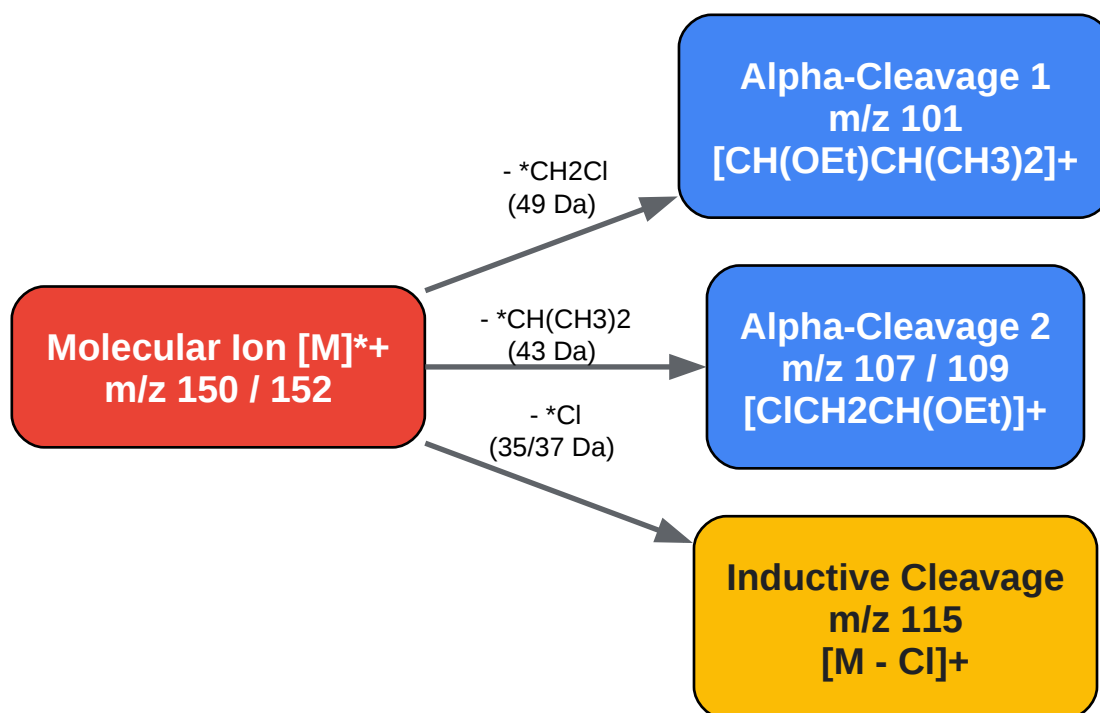 Alpha-Cleavage 1
m/z 101
[CH(OEt)CH(CH3)2]+
- *CH2Cl
(49 Da)
Molecular Ion [M]*+
m/z 150 / 152
- *CH(CH3)2
(43 Da)
Alpha-Cleavage 2
m/z 107 / 109
[ClCH2CH(OEt)]+
- *Cl
(35/37 Da)
Inductive Cleavage
m/z 115
[M - Cl]+